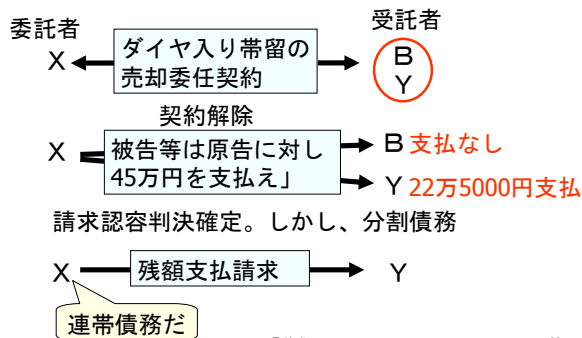 委託者
受託者
X
ダイヤ入り帯留の
売却委任契約
B
Y
契約解除
X
被告等は原告に対し
45万円を支払え」
B 支払なし
Y 22万5000円支払
請求認容判決確定。しかし、分割債務
X
残額支払請求
Y
連帯債務だ